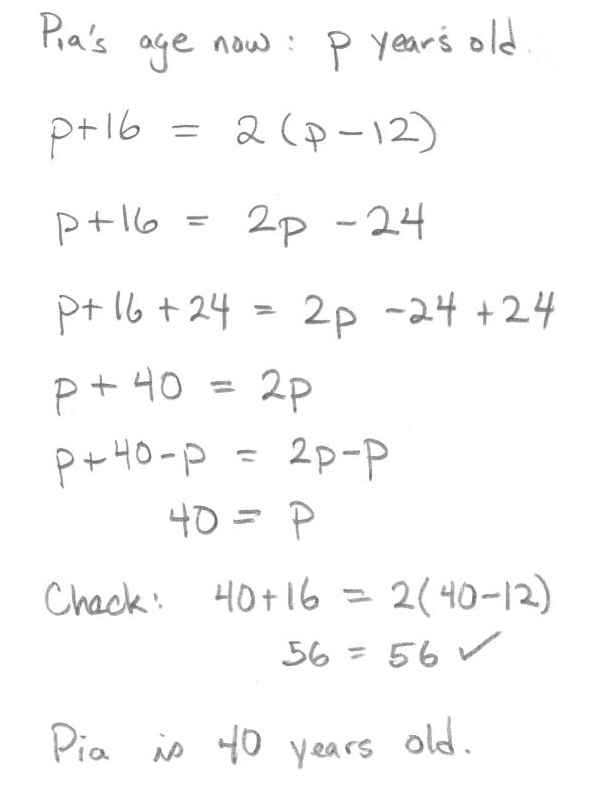 Pia's age now: p years old.
p+16 = 2(p-12)
p+16 = 2p -24
p+16+24 = 2p -24 +24
p + 40 = 2p
p+40-p = 2p-p
40 = p
Check: 40+16 = 2(40-12)
56 = 56 ✓
Pia is 40 years old.